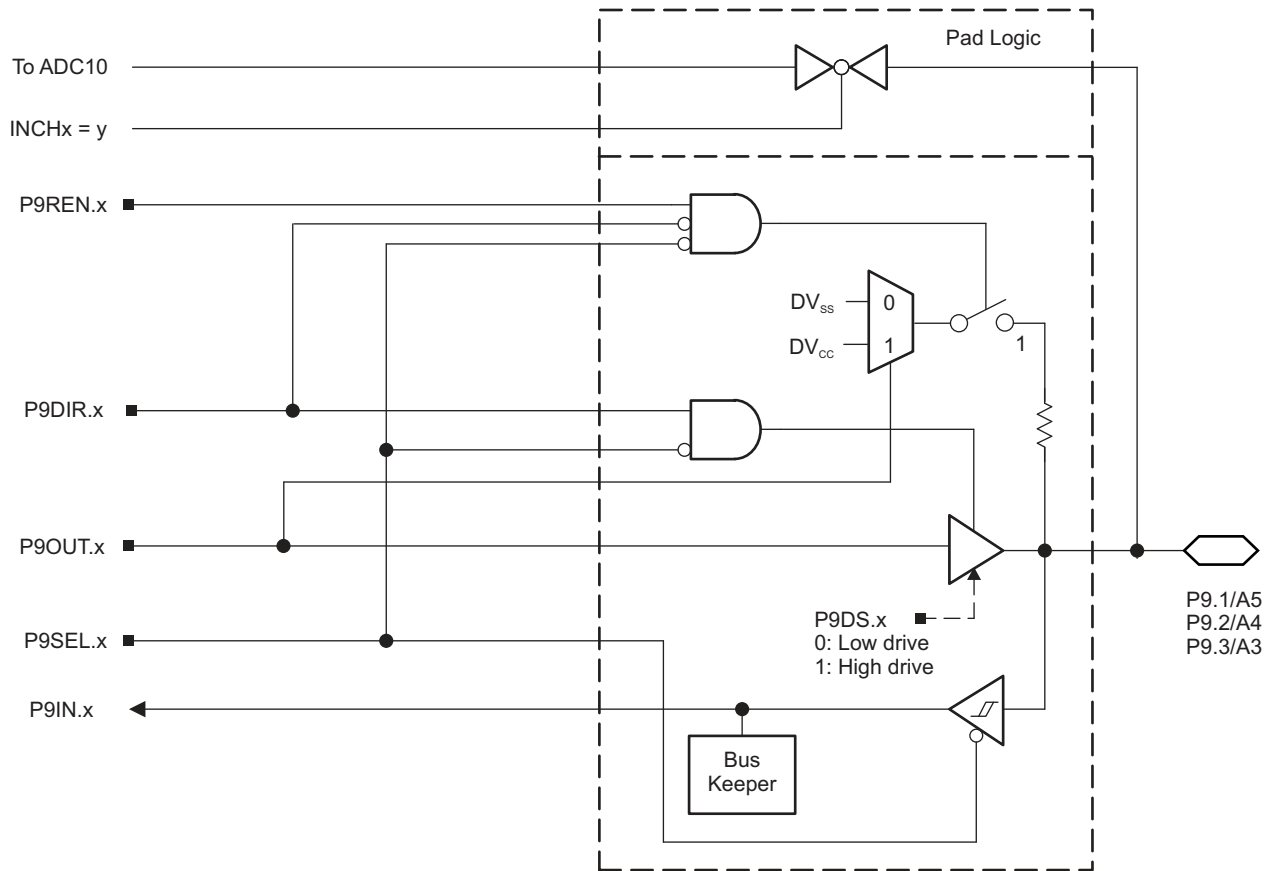 Pad Logic
To ADC10
INCHx = y
P9REN.x
DVSS
0
DVCC
1
1
P9DIR.x
P9OUT.x
P9.1/A5
P9.2/A4
P9.3/A3
P9DS.x
0: Low drive
1: High drive
P9SEL.x
P9IN.x
Bus
Keeper